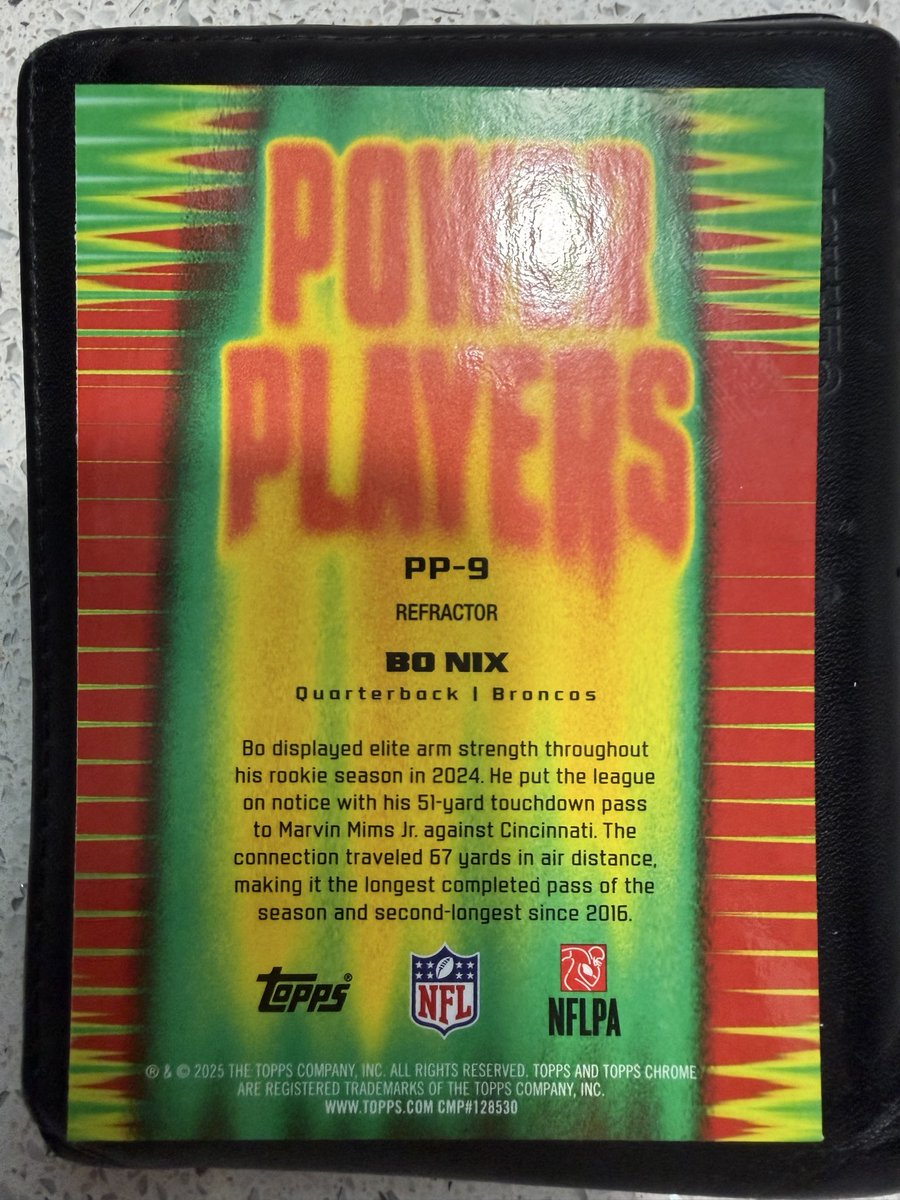 POWER
PLAYERS
PP-9
REFRACTOR
BO NIX
Quarterback | Broncos
Bo displayed elite arm strength throughout
his rookie season in 2024. He put the league
on notice with his 51-yard touchdown pass
to Marvin Mims Jr. against Cincinnati. The
connection traveled 67 yards in air distance,
making it the longest completed pass of the
season and second-longest since 2016.
topps®
NFL
NFLPA
® & © 2025 THE TOPPS COMPANY, INC. ALL RIGHTS RESERVED. TOPPS AND TOPPS CHROME
ARE REGISTERED TRADEMARKS OF THE TOPPS COMPANY, INC.
WWW.TOPPS.COM CMP#128530